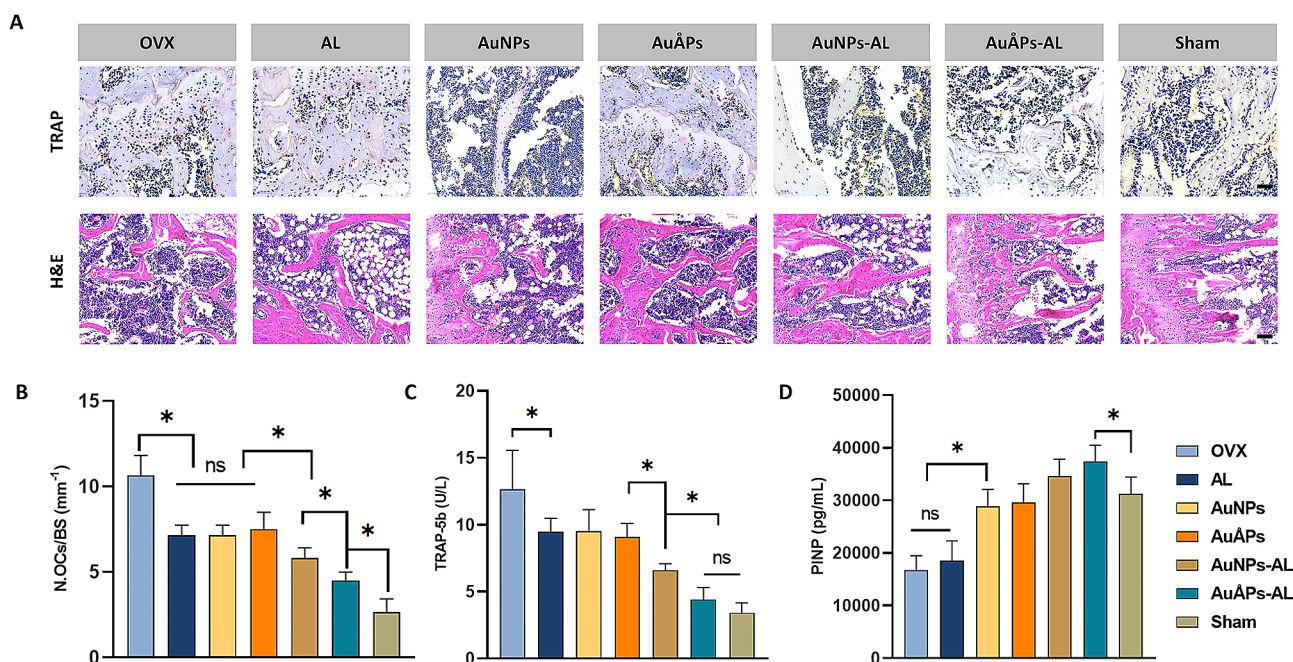 A
OVX AL AuNPs AuÅPs AuNPs-AL AuÅPs-AL Sham
TRAP
H&E
B
N.OCs/BS (mm⁻¹)
15
10
5
0
*
ns
*
*
*
C
TRAP-5b (U/L)
20
15
10
5
0
*
*
*
ns
D
PINP (pg/mL)
50000
40000
30000
20000
10000
0
ns
*
*
OVX
AL
AuNPs
AuÅPs
AuNPs-AL
AuÅPs-AL
Sham